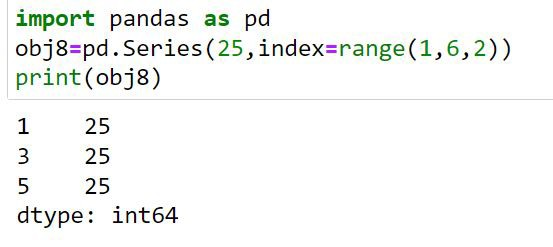 import pandas as pd
obj8=pd.Series(25,index=range(1,6,2))
print(obj8)
1    25
3    25
5    25
dtype: int64